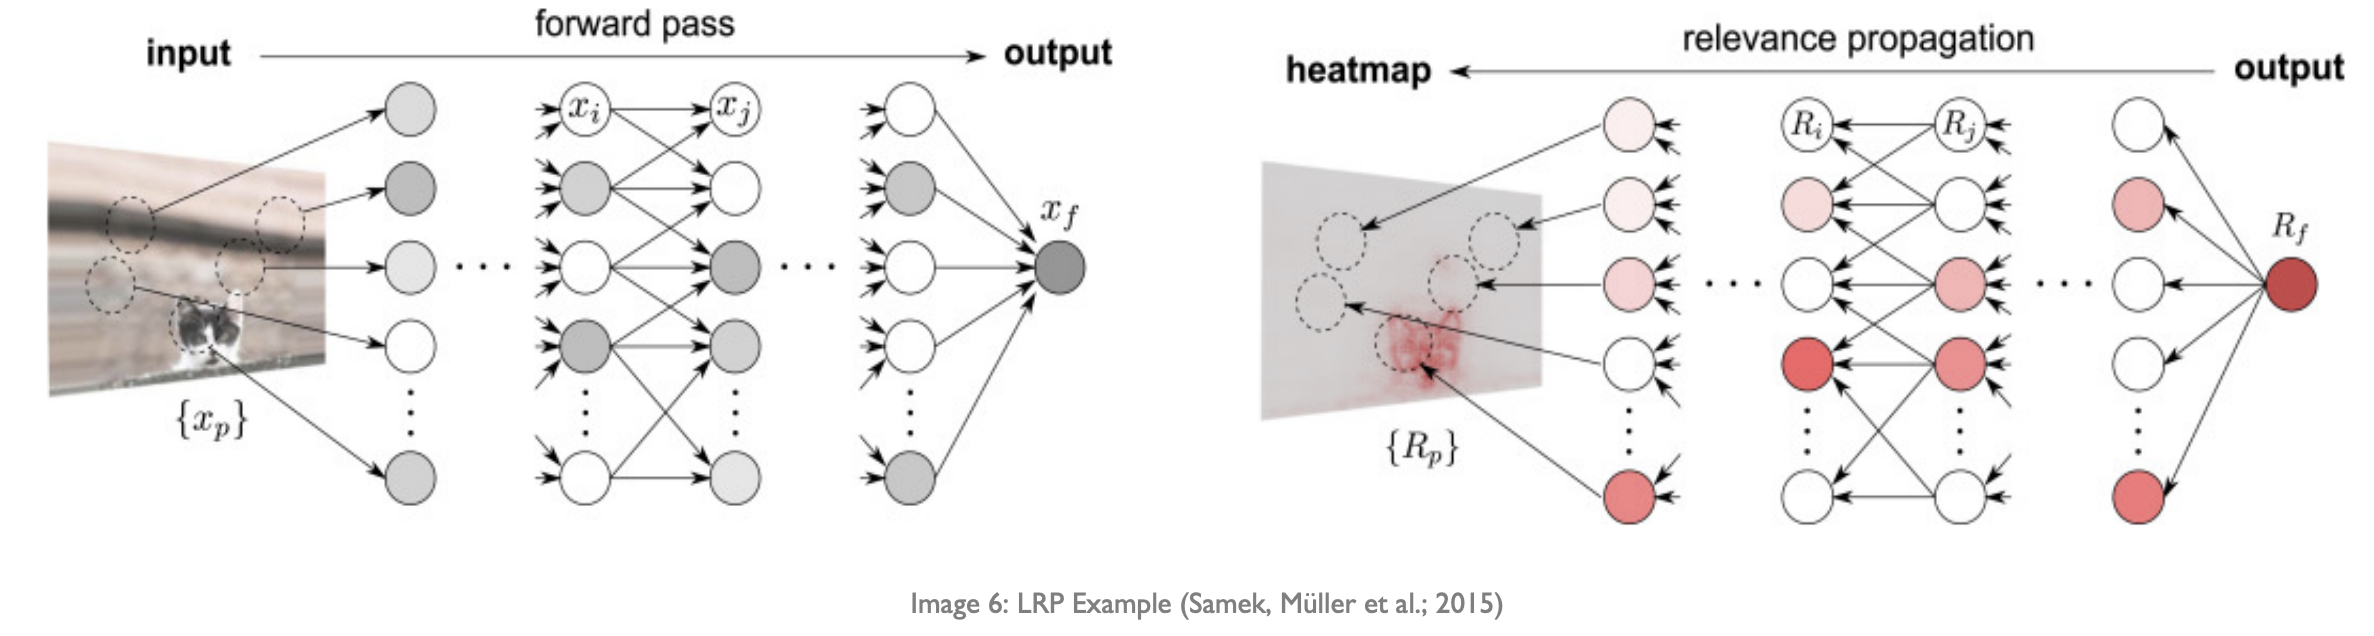 forward pass
input
output
x_i
x_j
x_f
{x_p}
relevance propagation
heatmap
output
R_i
R_j
R_f
{R_p}
Image 6: LRP Example (Samek, Müller et al.; 2015)